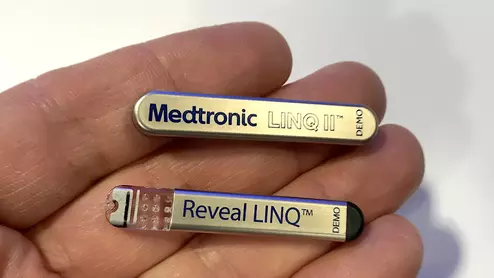 Medtronic LINQ II™ DEMO
Reveal LINQ™ DEMO